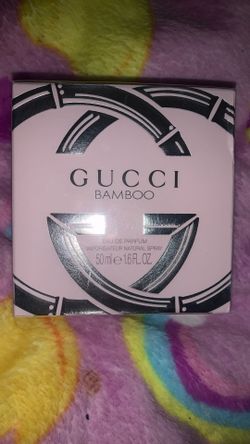 GUCCI
BAMBOO
EAU DE PARFUM
VAPORISATEUR NATURAL SPRAY
50 ml ℮ 1.6 FL.OZ.